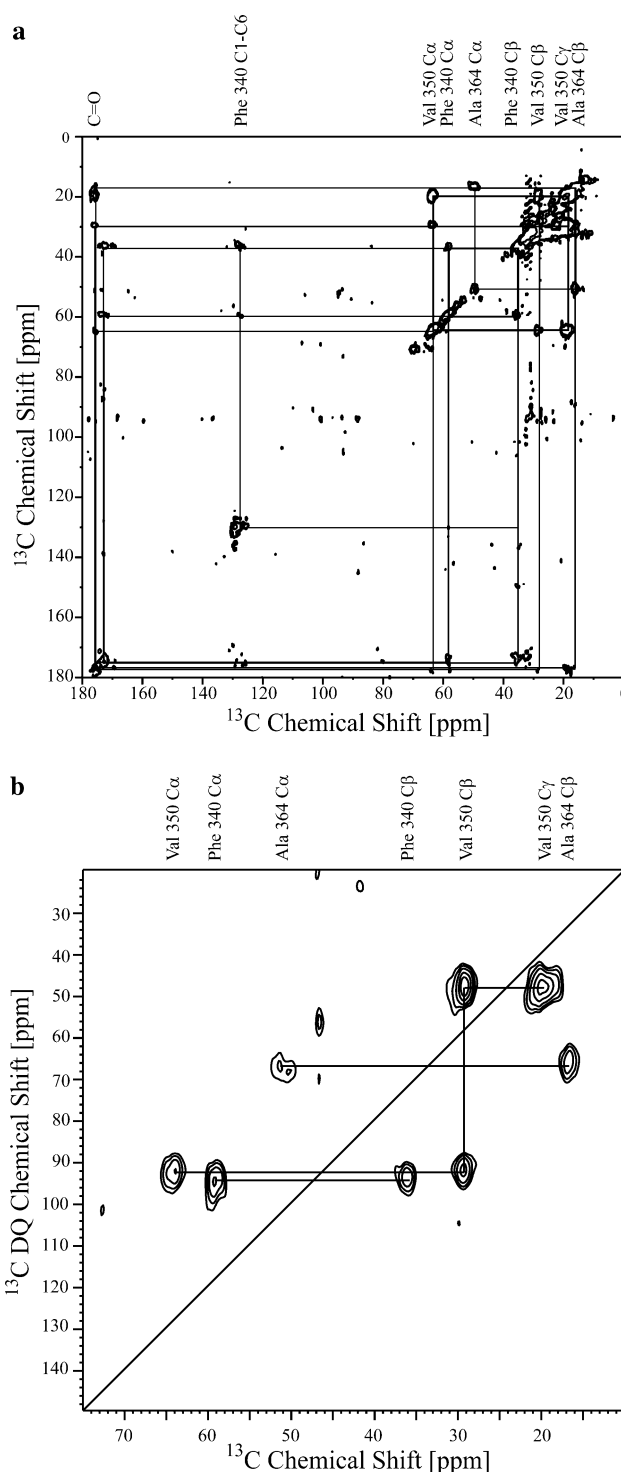 a
C=O
Phe 340 C1-C6
Val 350 Cα
Phe 340 Cα
Ala 364 Cα
Phe 340 Cβ
Val 350 Cβ
Val 350 Cγ
Ala 364 Cβ
0
20
40
60
80
100
120
140
160
180
13C Chemical Shift [ppm]
180 160 140 120 100 80 60 40 20 0
13C Chemical Shift [ppm]
b
Val 350 Cα
Phe 340 Cα
Ala 364 Cα
Phe 340 Cβ
Val 350 Cβ
Val 350 Cγ
Ala 364 Cβ
30
40
50
60
70
80
90
100
110
120
130
140
13C DQ Chemical Shift [ppm]
70 60 50 40 30 20
13C Chemical Shift [ppm]